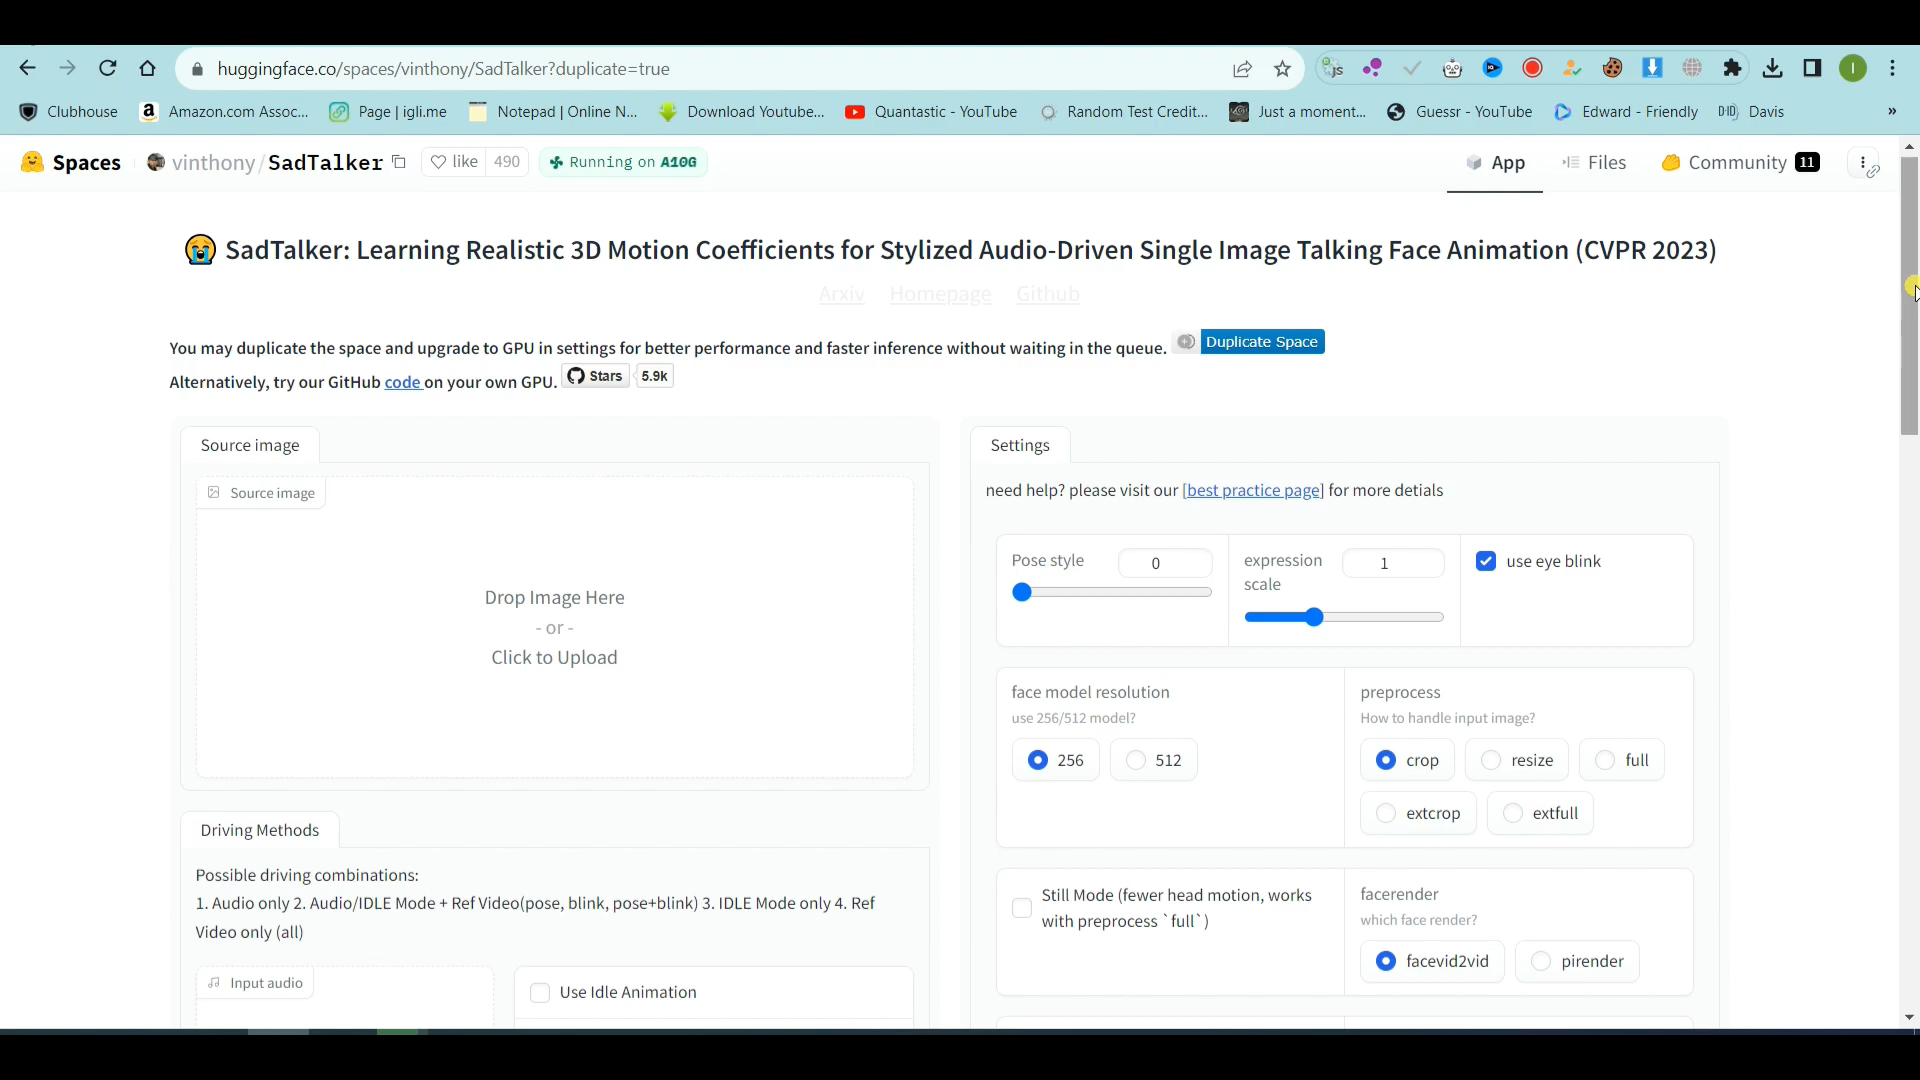 huggingface.co/spaces/vinthony/SadTalker?duplicate=true
js
I
Clubhouse
a
Amazon.com Assoc...
Page | igli.me
Notepad | Online N...
Download Youtube...
Quantastic - YouTube
Random Test Credit...
Just a moment...
Guessr - YouTube
Edward - Friendly
Davis
»
Spaces
vinthony/SadTalker
like 490
Running on A10G
App
Files
Community 11
SadTalker: Learning Realistic 3D Motion Coefficients for Stylized Audio-Driven Single Image Talking Face Animation (CVPR 2023)
Arxiv Homepage Github
You may duplicate the space and upgrade to GPU in settings for better performance and faster inference without waiting in the queue. Duplicate Space
Alternatively, try our GitHub code on your own GPU. Stars 5.9k
Source image
Source image
Drop Image Here
- or -
Click to Upload
Driving Methods
Possible driving combinations:
1. Audio only 2. Audio/IDLE Mode + Ref Video(pose, blink, pose+blink) 3. IDLE Mode only 4. Ref
Video only (all)
Input audio
Use Idle Animation
Settings
need help? please visit our [best practice page] for more detials
Pose style 0
expression
scale
1
use eye blink
face model resolution
use 256/512 model?
256 512
preprocess
How to handle input image?
crop resize full
extcrop extfull
Still Mode (fewer head motion, works
with preprocess `full`)
facerender
which face render?
facevid2vid pirender